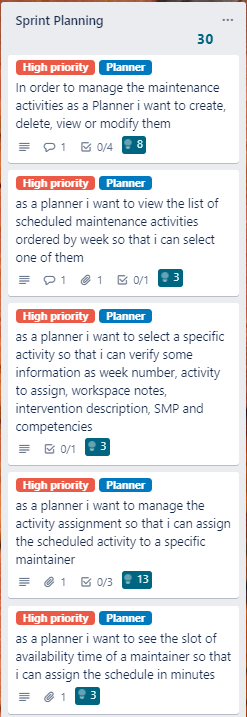 Sprint Planning ...
30
High priority Planner
In order to manage the maintenance
activities as a Planner i want to create,
delete, view or modify them
1 0/4 8
High priority Planner
as a planner i want to view the list of
scheduled maintenance activities
ordered by week so that i can select
one of them
1 1 0/1 3
High priority Planner
as a planner i want to select a specific
activity so that i can verify some
information as week number, activity
to assign, workspace notes,
intervention description, SMP and
competencies
0/1 3
High priority Planner
as a planner i want to manage the
activity assignment so that i can assign
the scheduled activity to a specific
maintainer
1 0/3 13
High priority Planner
as a planner i want to see the slot of
availability time of a maintainer so that
i can assign the schedule in minutes
1 3